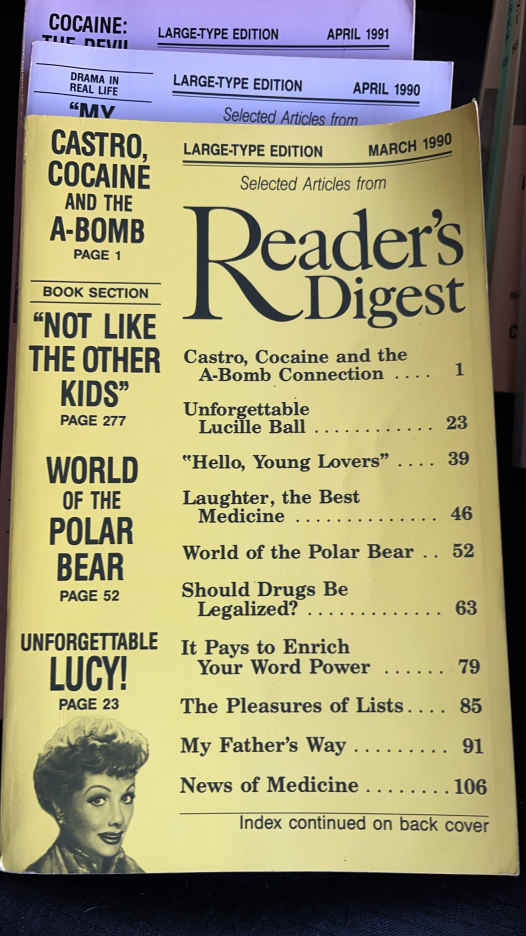 COCAINE:
THE DEVIL
LARGE-TYPE EDITION APRIL 1991
DRAMA IN
REAL LIFE
"MY
LARGE-TYPE EDITION APRIL 1990
Selected Articles from
CASTRO,
COCAINE
AND THE
A-BOMB
PAGE 1
BOOK SECTION
"NOT LIKE
THE OTHER
KIDS"
PAGE 277
WORLD
OF THE
POLAR
BEAR
PAGE 52
UNFORGETTABLE
LUCY!
PAGE 23
LARGE-TYPE EDITION MARCH 1990
Selected Articles from
Reader's
Digest
Castro, Cocaine and the
A-Bomb Connection .... 1
Unforgettable
Lucille Ball ............ 23
"Hello, Young Lovers" .... 39
Laughter, the Best
Medicine .............. 46
World of the Polar Bear .. 52
Should Drugs Be
Legalized? ............. 63
It Pays to Enrich
Your Word Power ...... 79
The Pleasures of Lists.... 85
My Father's Way ......... 91
News of Medicine ........ 106
Index continued on back cover